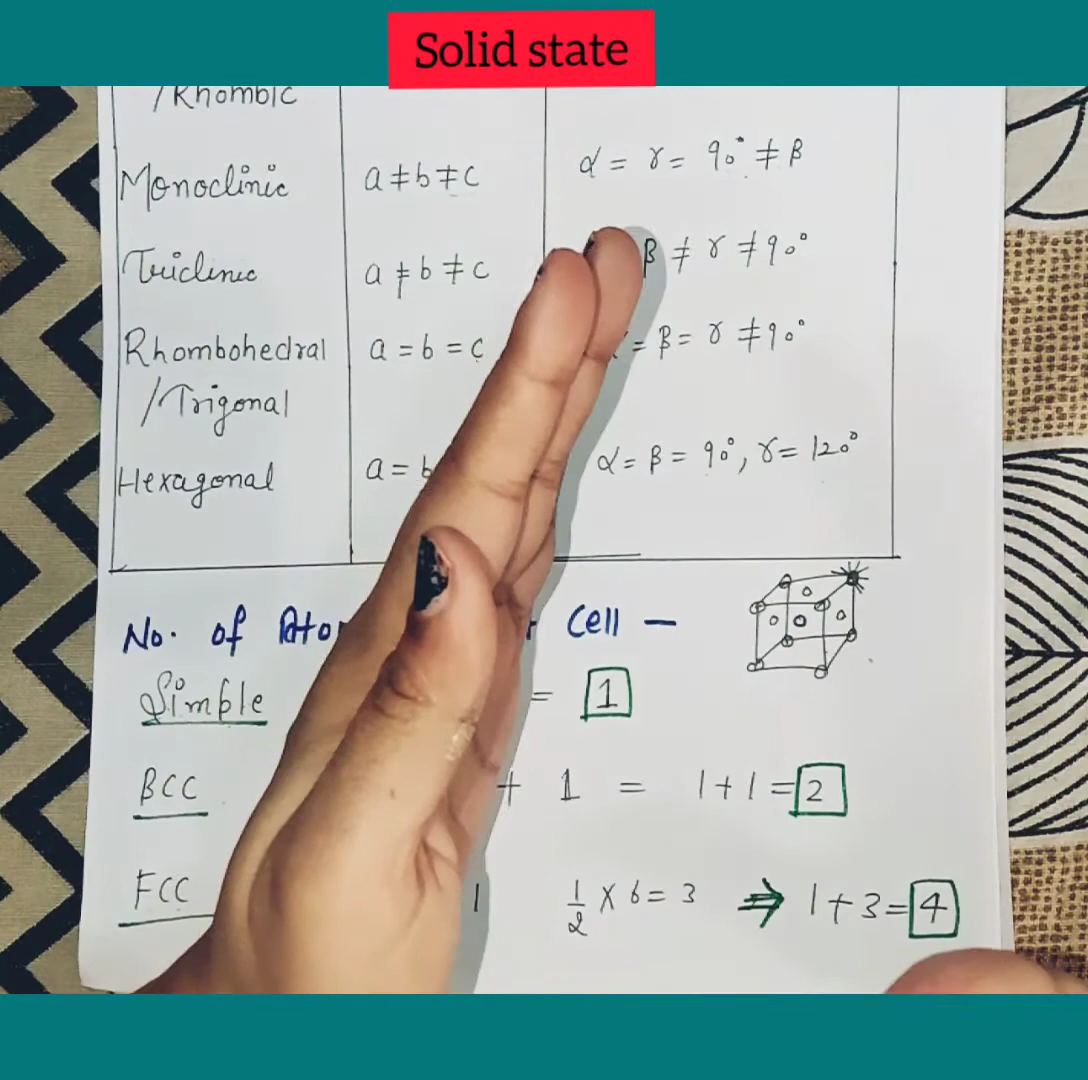 Solid state
/Rhombic
Monoclinic a ≠ b ≠ c α = γ = 90° ≠ β
Triclinic a ≠ b ≠ c β ≠ γ ≠ 90°
Rhombohedral a = b = c = β = γ ≠ 90°
/Trigonal
Hexagonal a = b α = β = 90°, γ = 120°
No. of Cell —
Simple = 1
BCC + 1 = 1 + 1 = 2
FCC 1 1/2 × 6 = 3 ⇒ 1 + 3 = 4